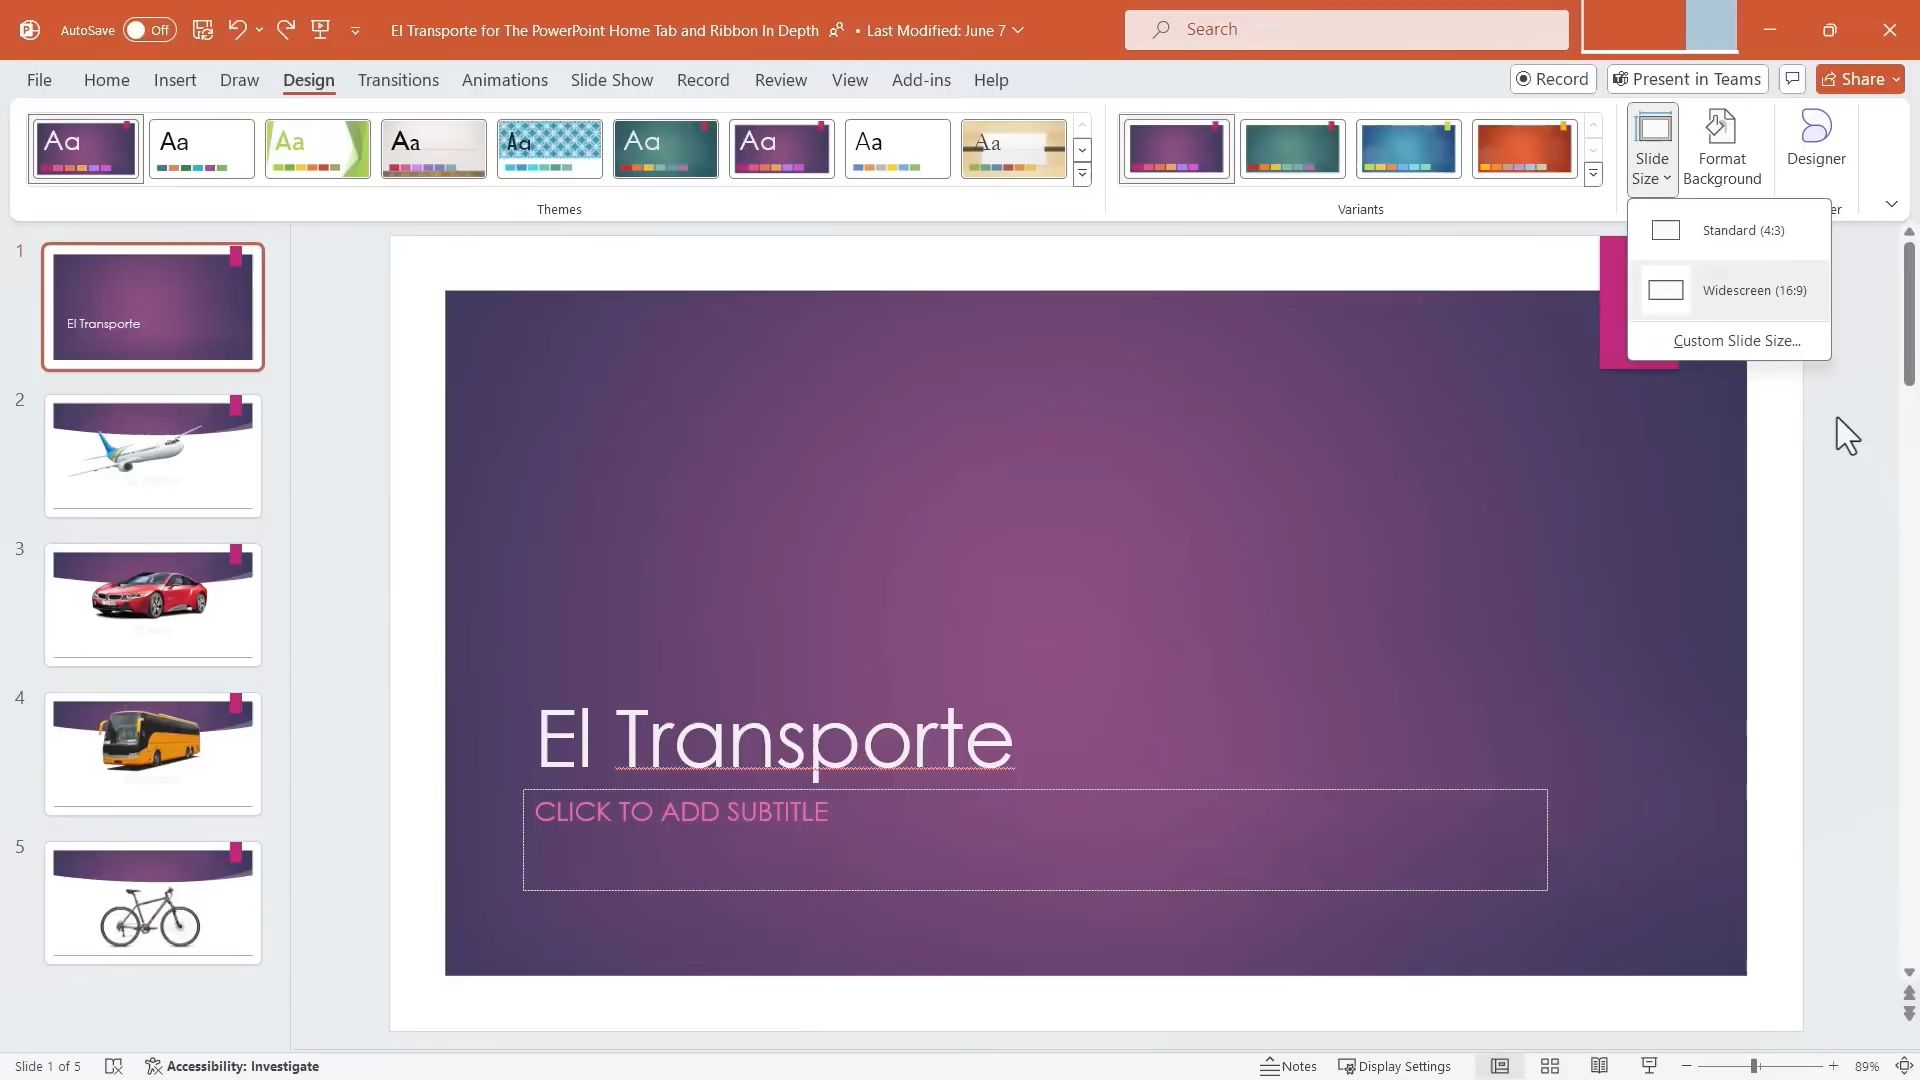 AutoSave Off El Transporte for The PowerPoint Home Tab and Ribbon In Depth • Last Modified: June 7 Search
File Home Insert Draw Design Transitions Animations Slide Show Record Review View Add-ins Help Record Present in Teams Share
Aa Aa Aa Aa Aa Aa Aa Aa Aa
Slide Size Format Background Designer
Themes Variants er
Standard (4:3)
Widescreen (16:9)
Custom Slide Size...
1
El Transporte
2
3
4
5
El Transporte
CLICK TO ADD SUBTITLE
Slide 1 of 5 Accessibility: Investigate Notes Display Settings 89%